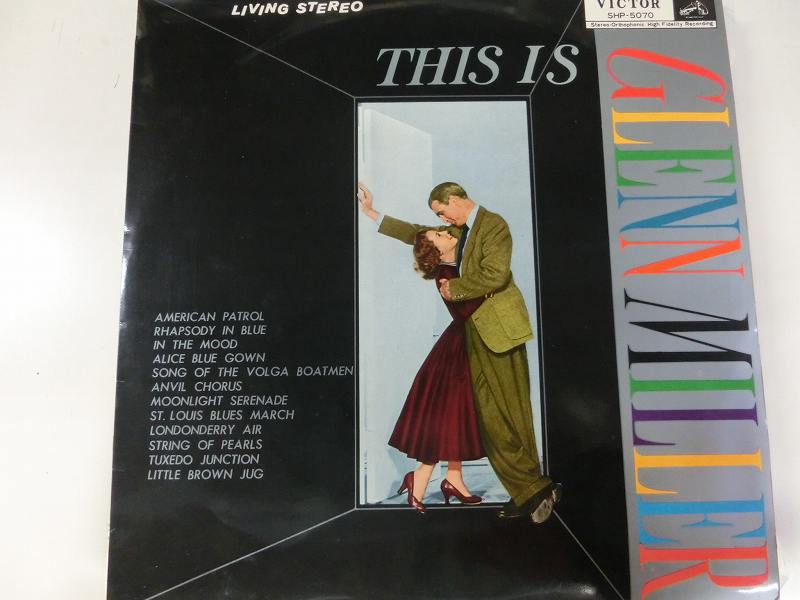 LIVING STEREO
VICTOR
SHP-5070
Stereo-Orthophonic High Fidelity Recording
THIS IS
GLENN MILLER
AMERICAN PATROL
RHAPSODY IN BLUE
IN THE MOOD
ALICE BLUE GOWN
SONG OF THE VOLGA BOATMEN
ANVIL CHORUS
MOONLIGHT SERENADE
ST. LOUIS BLUES MARCH
LONDONDERRY AIR
STRING OF PEARLS
TUXEDO JUNCTION
LITTLE BROWN JUG